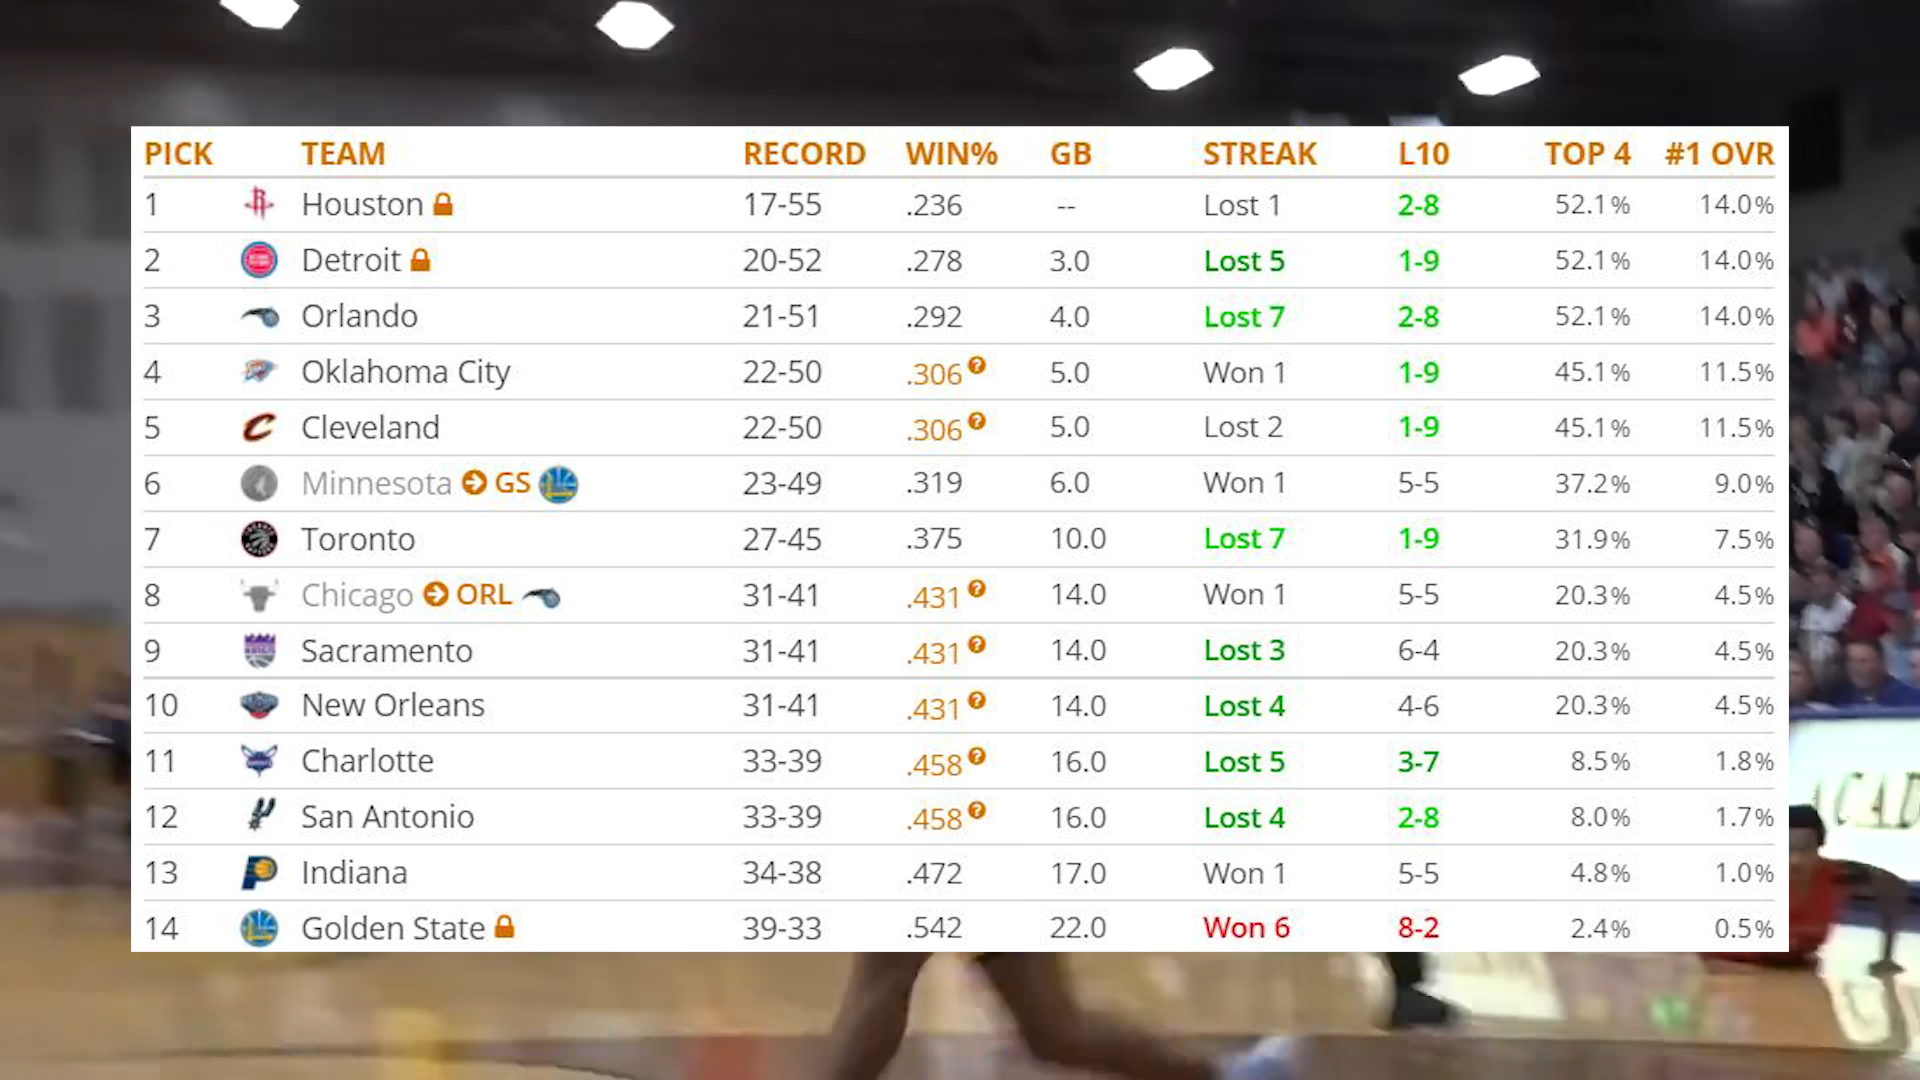 PICK TEAM RECORD WIN% GB STREAK L10 TOP 4 #1 OVR
1 Houston 17-55 .236 -- Lost 1 2-8 52.1% 14.0%
2 Detroit 20-52 .278 3.0 Lost 5 1-9 52.1% 14.0%
3 Orlando 21-51 .292 4.0 Lost 7 2-8 52.1% 14.0%
4 Oklahoma City 22-50 .306 ? 5.0 Won 1 1-9 45.1% 11.5%
5 Cleveland 22-50 .306 ? 5.0 Lost 2 1-9 45.1% 11.5%
6 Minnesota GS 23-49 .319 6.0 Won 1 5-5 37.2% 9.0%
7 Toronto 27-45 .375 10.0 Lost 7 1-9 31.9% 7.5%
8 Chicago ORL 31-41 .431 ? 14.0 Won 1 5-5 20.3% 4.5%
9 Sacramento 31-41 .431 ? 14.0 Lost 3 6-4 20.3% 4.5%
10 New Orleans 31-41 .431 ? 14.0 Lost 4 4-6 20.3% 4.5%
11 Charlotte 33-39 .458 ? 16.0 Lost 5 3-7 8.5% 1.8%
12 San Antonio 33-39 .458 ? 16.0 Lost 4 2-8 8.0% 1.7%
13 Indiana 34-38 .472 17.0 Won 1 5-5 4.8% 1.0%
14 Golden State 39-33 .542 22.0 Won 6 8-2 2.4% 0.5%